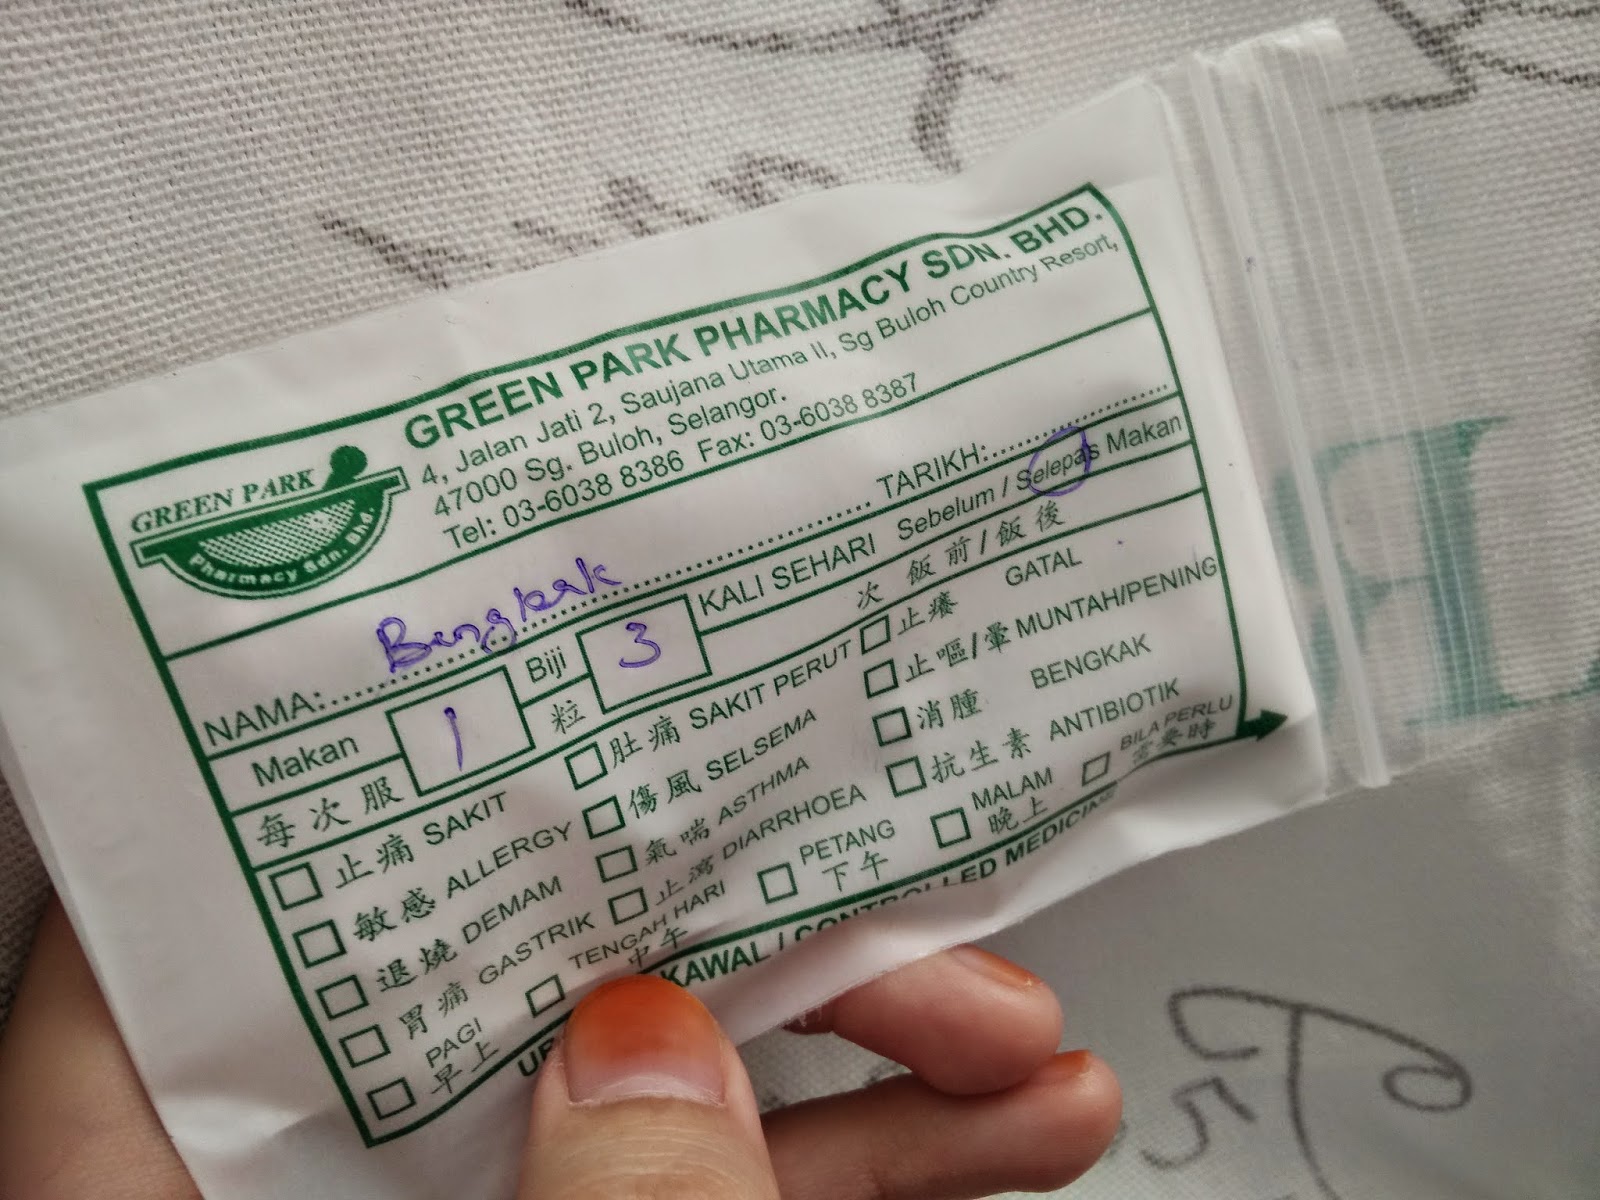 GREEN PARK
Pharmacy Sdn. Bhd.
GREEN PARK PHARMACY SDN. BHD.
4, Jalan Jati 2, Saujana Utama II, Sg Buloh Country Resort,
47000 Sg. Buloh, Selangor.
Tel: 03-6038 8386 Fax: 03-6038 8387
NAMA: Bengkak TARIKH:
Makan 1 Biji 3 KALI SEHARI Sebelum / Selepas Makan
每次服 粒 次 飯前/飯後
止痛 SAKIT 肚痛 SAKIT PERUT 止癢 GATAL
敏感 ALLERGY 傷風 SELSEMA 止嘔/暈 MUNTAH/PENING
退燒 DEMAM 氣喘 ASTHMA 消腫 BENGKAK
胃痛 GASTRIK 止瀉 DIARRHOEA 抗生素 ANTIBIOTIK
PAGI TENGAH HARI PETANG MALAM BILA PERLU
早上 中午 下午 晚上 需要時
KAWAL / CONTROLLED MEDICINE